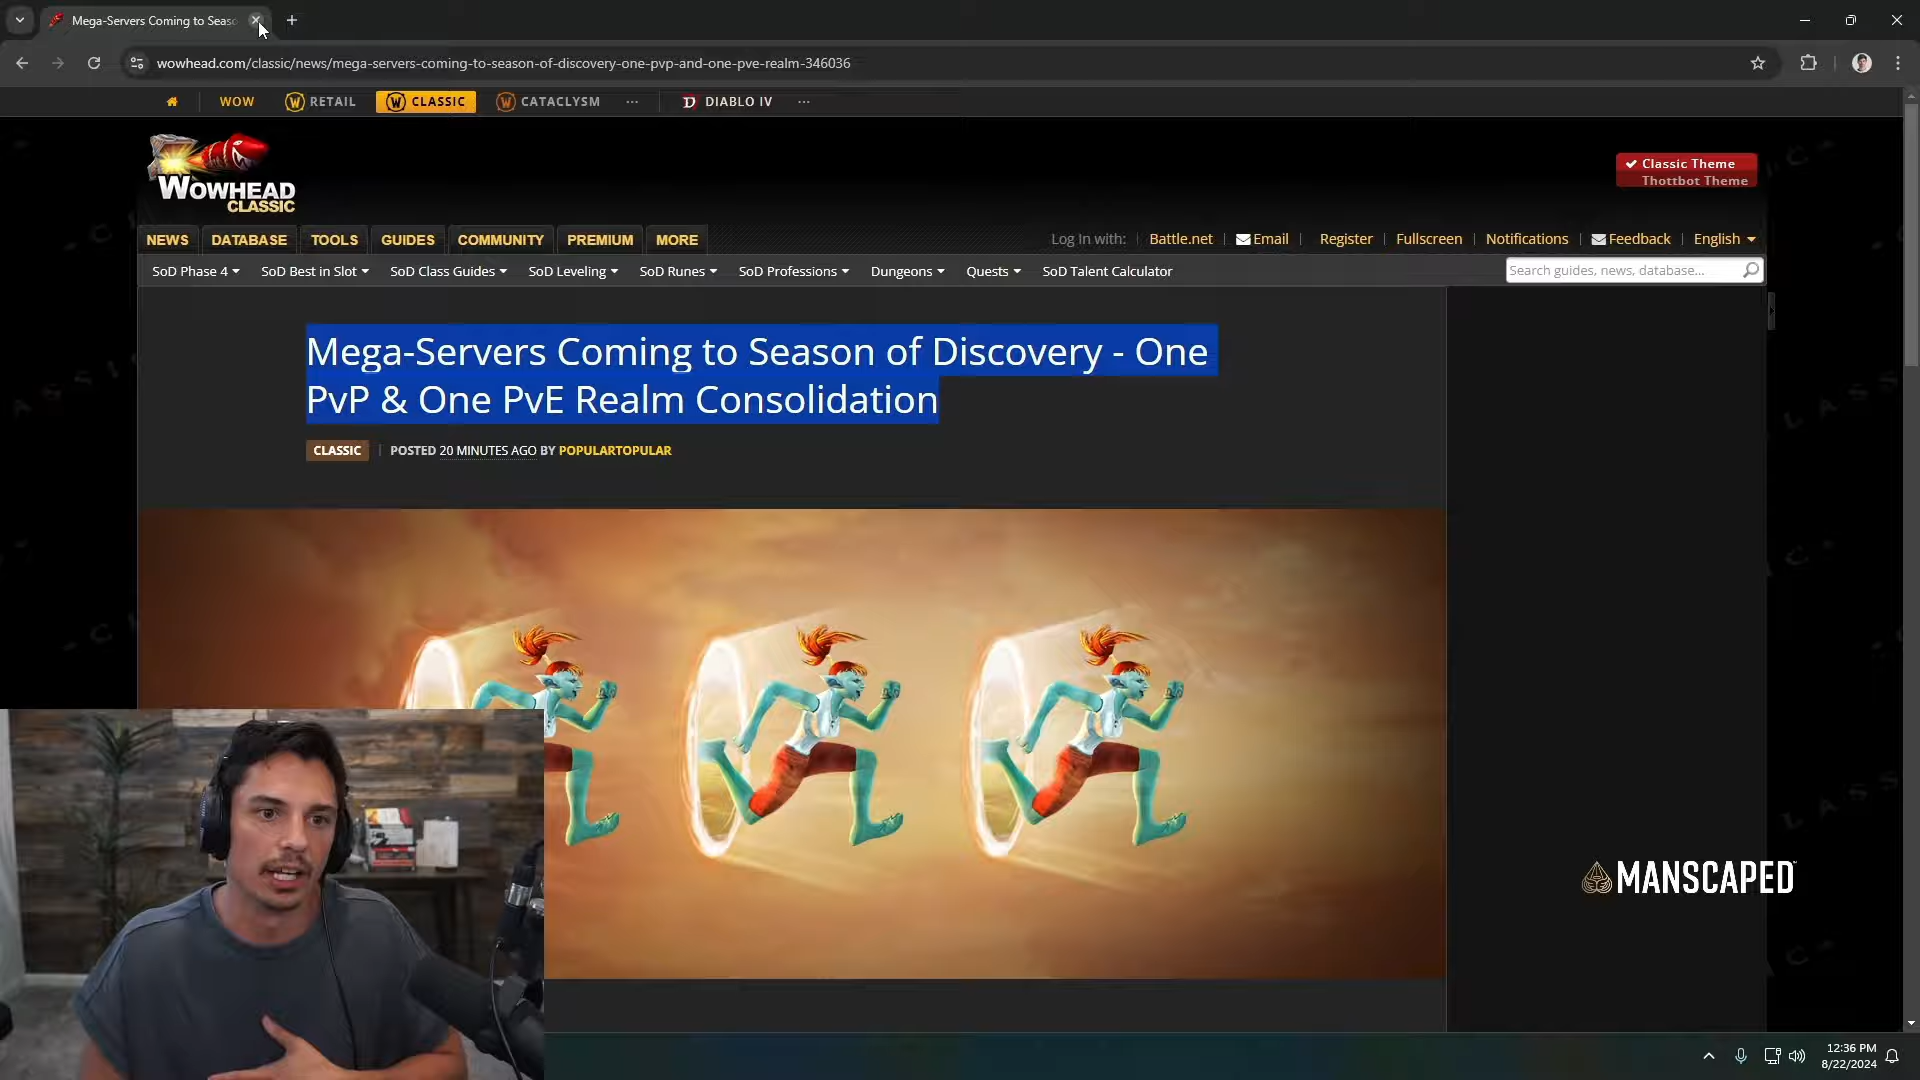 Mega-Servers Coming to Seas
wowhead.com/classic/news/mega-servers-coming-to-season-of-discovery-one-pvp-and-one-pve-realm-346036
WOW RETAIL CLASSIC CATACLYSM ... DIABLO IV ...
WOWHEAD
CLASSIC
Classic Theme
Thottbot Theme
NEWS DATABASE TOOLS GUIDES COMMUNITY PREMIUM MORE
Log In with: Battle.net Email Register Fullscreen Notifications Feedback English
SoD Phase 4 SoD Best in Slot SoD Class Guides SoD Leveling SoD Runes SoD Professions Dungeons Quests SoD Talent Calculator
Search guides, news, database...
Mega-Servers Coming to Season of Discovery - One
PvP & One PvE Realm Consolidation
CLASSIC POSTED 20 MINUTES AGO BY POPULARTOPULAR
MANSCAPED
12:36 PM
8/22/2024